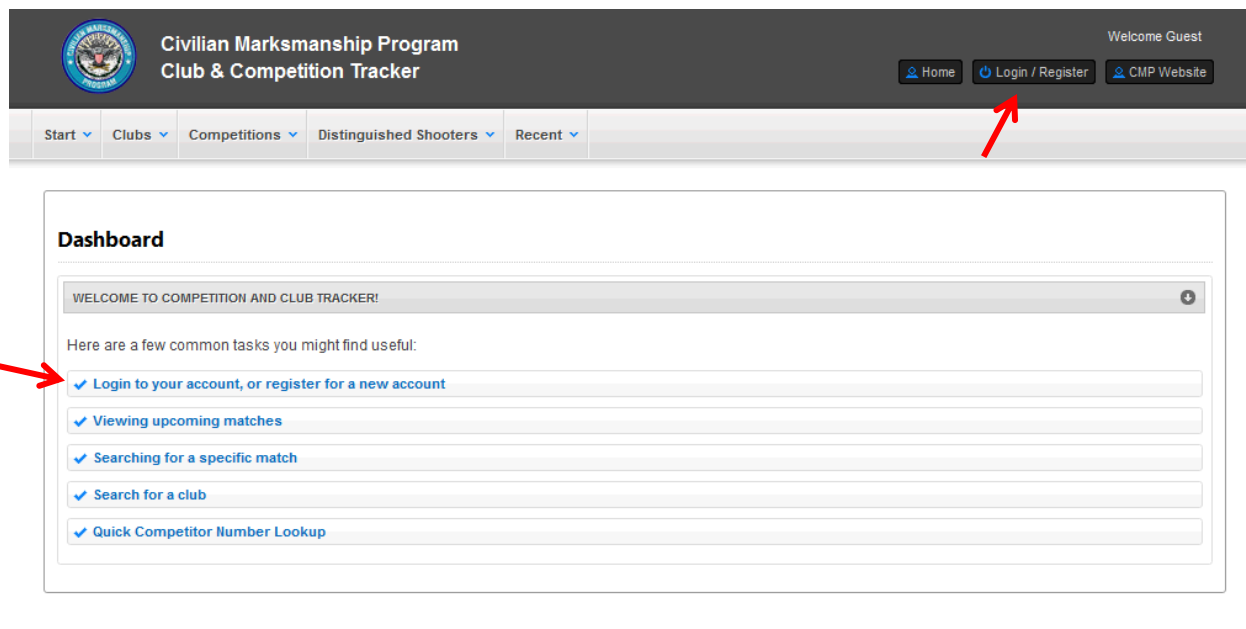 CIVILIAN MARKSMANSHIP
PROGRAM
Civilian Marksmanship Program
Club & Competition Tracker
Welcome Guest
Home Login / Register CMP Website
Start Clubs Competitions Distinguished Shooters Recent
Dashboard
WELCOME TO COMPETITION AND CLUB TRACKER!
Here are a few common tasks you might find useful:
Login to your account, or register for a new account
Viewing upcoming matches
Searching for a specific match
Search for a club
Quick Competitor Number Lookup